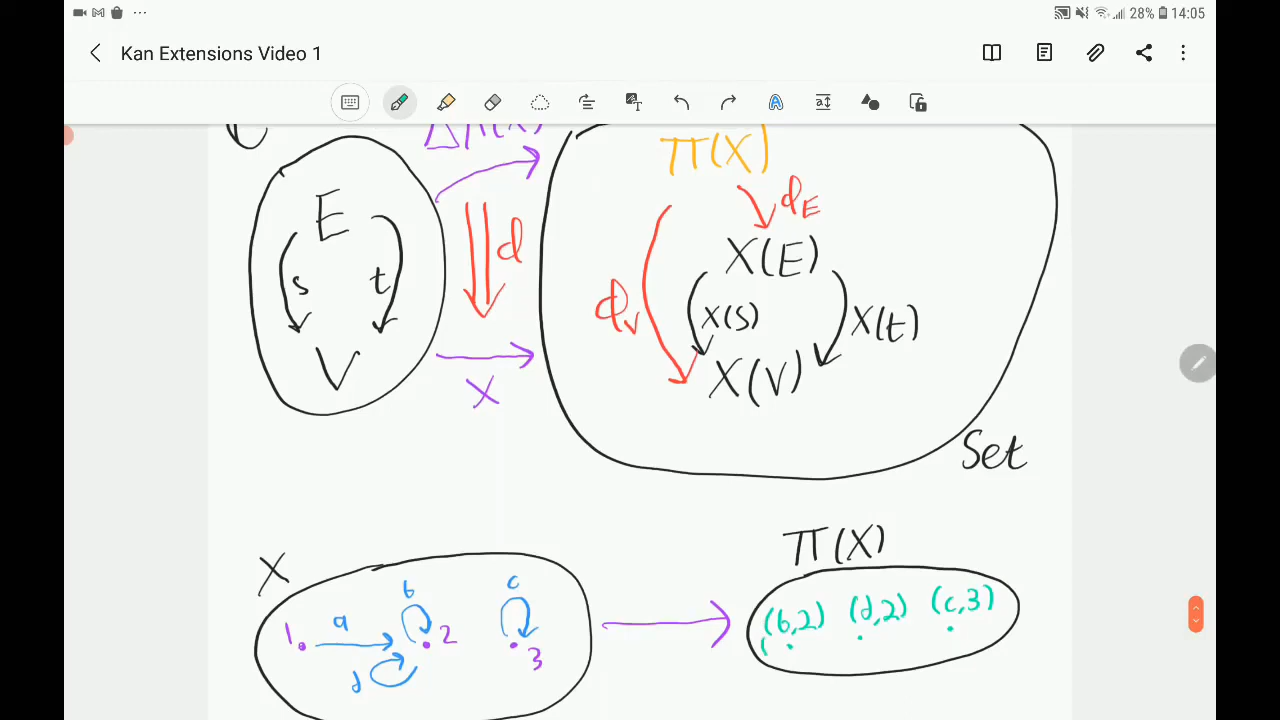 28% 14:05
Kan Extensions Video 1
π(X)
d_E
E
d
X(E)
s
t
d_V
X(s)
X(t)
V
X
X(V)
Set
π(X)
X
b
c
a
1
2
3
d
(b,2) (d,2) (c,3)